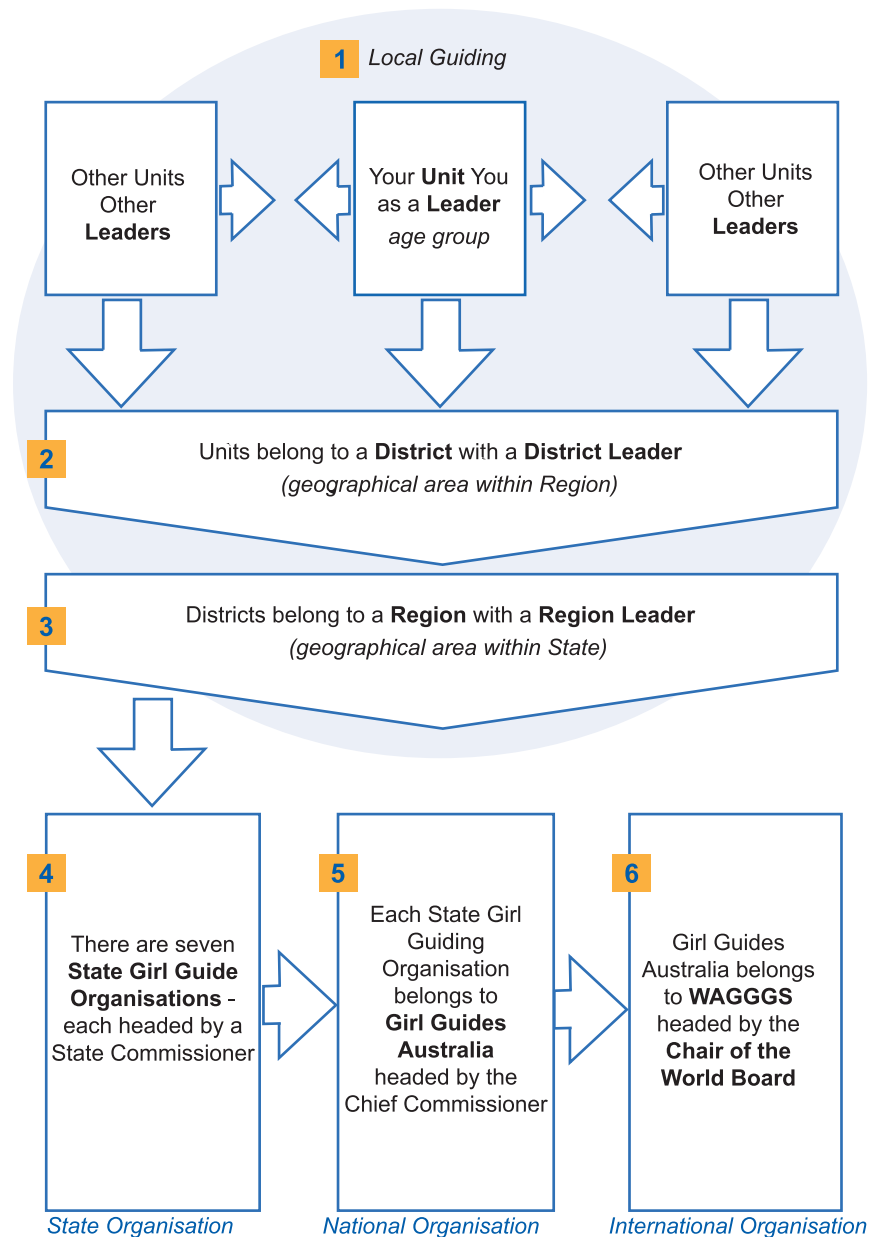 1 Local Guiding
Other Units
Other
Leaders
Your Unit You
as a Leader
age group
Other Units
Other
Leaders
2
Units belong to a District with a District Leader
(geographical area within Region)
3
Districts belong to a Region with a Region Leader
(geographical area within State)
4
There are seven
State Girl Guide
Organisations -
each headed by a
State Commissioner
5
Each State Girl
Guiding
Organisation
belongs to
Girl Guides
Australia
headed by the
Chief Commissioner
6
Girl Guides
Australia belongs
to WAGGGS
headed by the
Chair of the
World Board
State Organisation
National Organisation
International Organisation